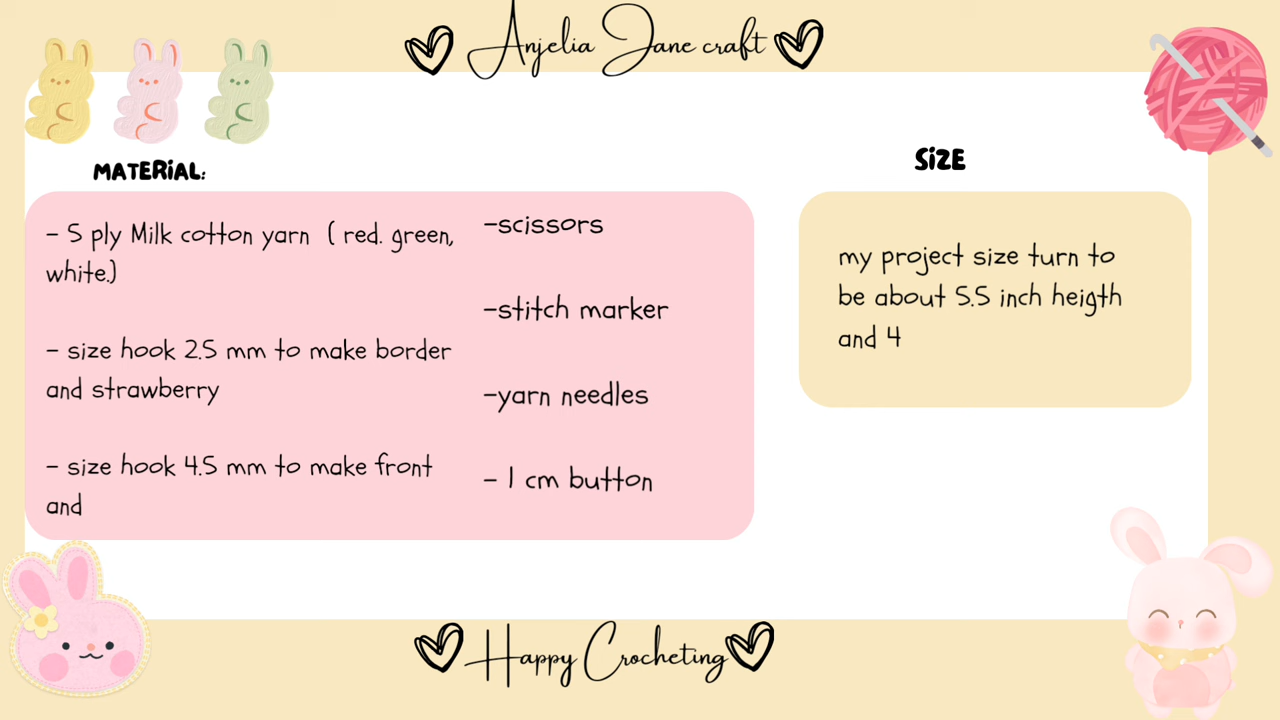 Anjelia Jane craft
MATERIAL:
- 5 ply Milk cotton yarn ( red. green,
white.)
- size hook 2.5 mm to make border
and strawberry
- size hook 4.5 mm to make front
and
-scissors
-stitch marker
-yarn needles
- 1 cm button
SIZE
my project size turn to
be about 5.5 inch heigth
and 4
Happy Crocheting